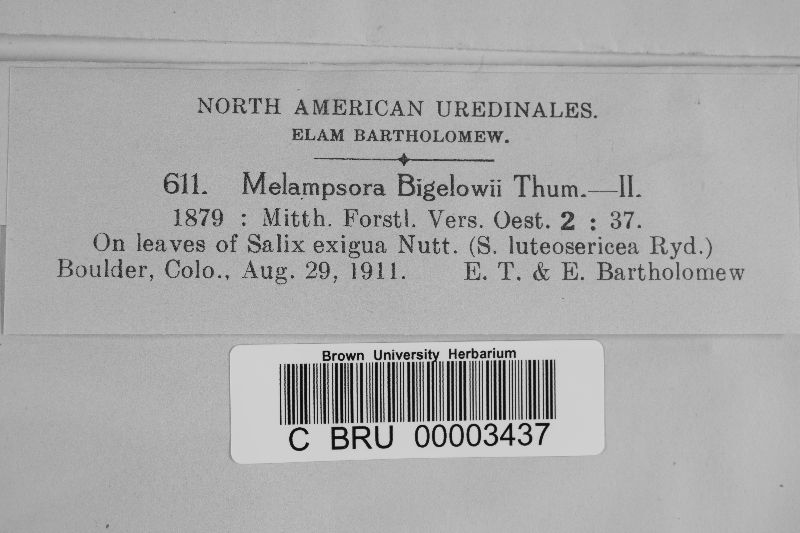 NORTH AMERICAN UREDINALES.
ELAM BARTHOLOMEW.
611. Melampsora Bigelowii Thum.—II.
1879 : Mitth. Forstl. Vers. Oest. 2 : 37.
On leaves of Salix exigua Nutt. (S. luteosericea Ryd.)
Boulder, Colo., Aug. 29, 1911. E. T. & E. Bartholomew
Brown University Herbarium
C BRU 00003437